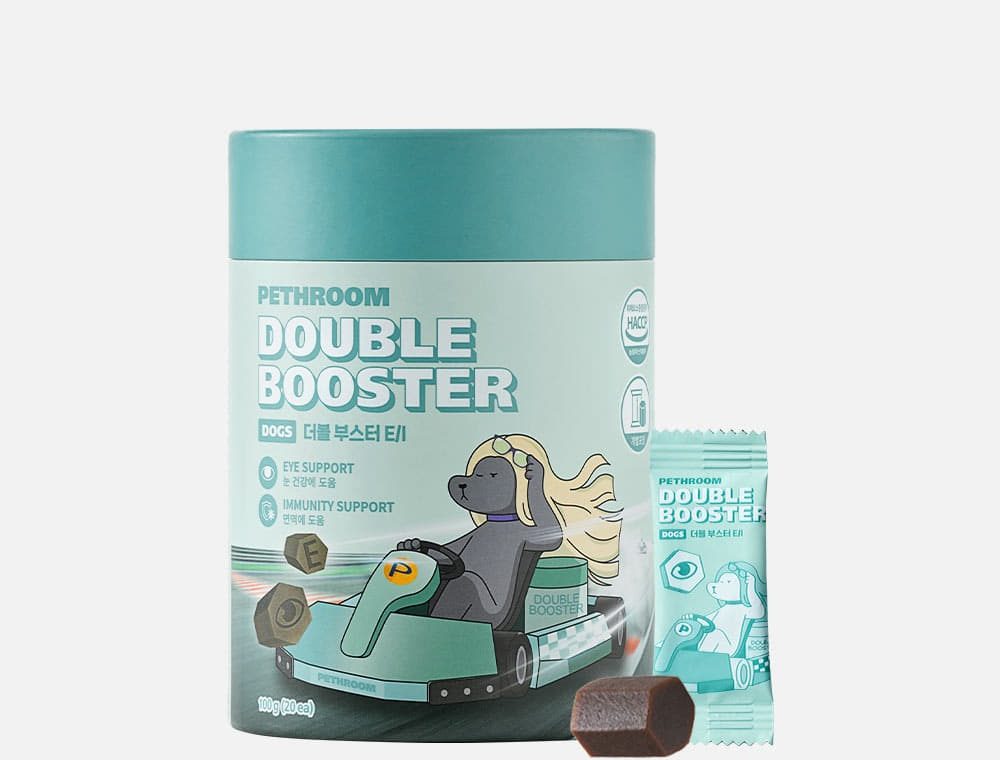 PETHROOM
DOUBLE
BOOSTER
DOGS 더블 부스터 E/I
EYE SUPPORT
눈 건강에 도움
IMMUNITY SUPPORT
면역에 도움
HACCP
E
P
DOUBLE
BOOSTER
PETHROOM
100g (20 ea)
PETHROOM
DOUBLE
BOOSTER
DOGS 더블 부스터 E/I
P